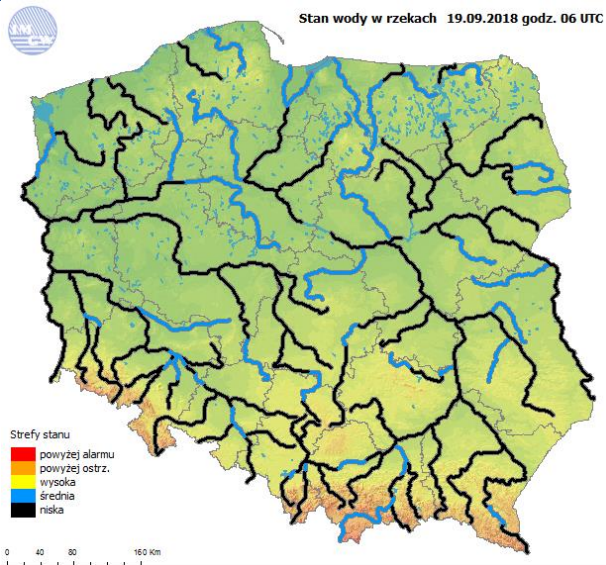 Stan wody w rzekach 19.09.2018 godz. 06 UTC
Strefy stanu
powyżej alarmu
powyżej ostrz.
wysoka
średnia
niska
0 40 80 160 Km